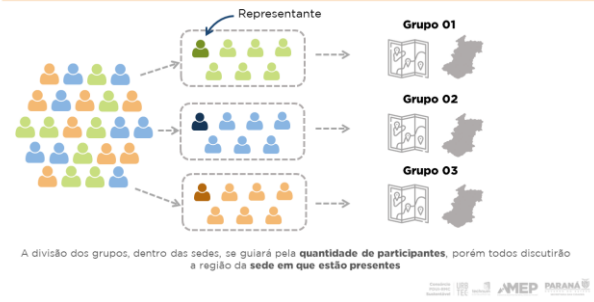 Representante
Grupo 01
Grupo 02
Grupo 03
A divisão dos grupos, dentro das sedes, se guiará pela quantidade de participantes, porém todos discutirão
a região da sede em que estão presentes
AMEP
PARANÁ